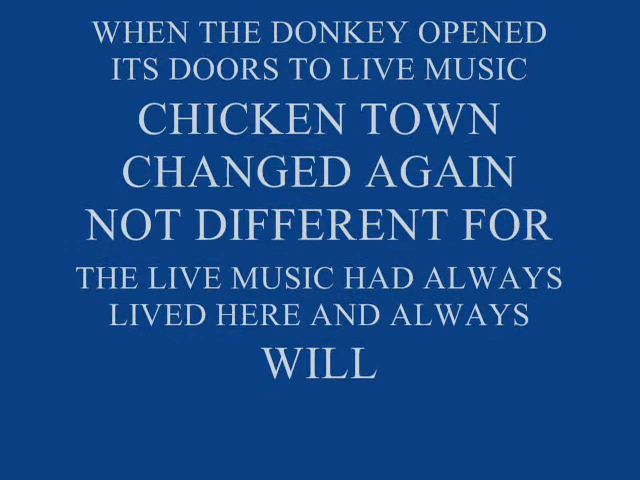 WHEN THE DONKEY OPENED
ITS DOORS TO LIVE MUSIC
CHICKEN TOWN
CHANGED AGAIN
NOT DIFFERENT FOR
THE LIVE MUSIC HAD ALWAYS
LIVED HERE AND ALWAYS
WILL